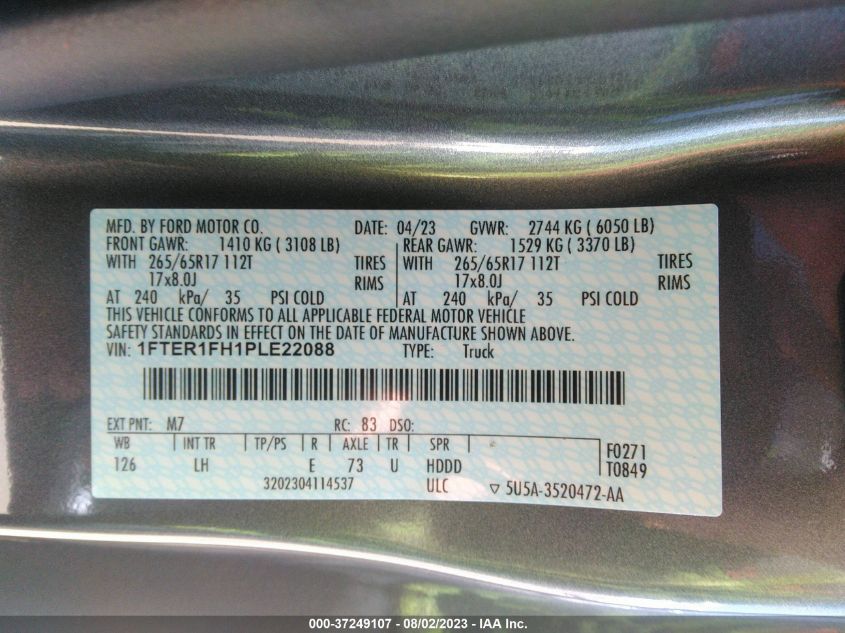 MFD. BY FORD MOTOR CO. DATE: 04/23 GVWR: 2744 KG ( 6050 LB)
FRONT GAWR: 1410 KG ( 3108 LB) REAR GAWR: 1529 KG ( 3370 LB)
WITH 265/65R17 112T TIRES WITH 265/65R17 112T TIRES
17x8.0J RIMS 17x8.0J RIMS
AT 240 kPa/ 35 PSI COLD AT 240 kPa/ 35 PSI COLD
THIS VEHICLE CONFORMS TO ALL APPLICABLE FEDERAL MOTOR VEHICLE
SAFETY STANDARDS IN EFFECT ON THE DATE OF MANUFACTURE SHOWN ABOVE.
VIN: 1FTER1FH1PLE22088 TYPE: Truck
EXT PNT: M7 RC: 83 DSO:
WB INT TR TP/PS R AXLE TR SPR F0271
126 LH E 73 U HDDD T0849
3202304114537 ULC ▽ 5U5A-3520472-AA
000-37249107 - 08/02/2023 - IAA Inc.